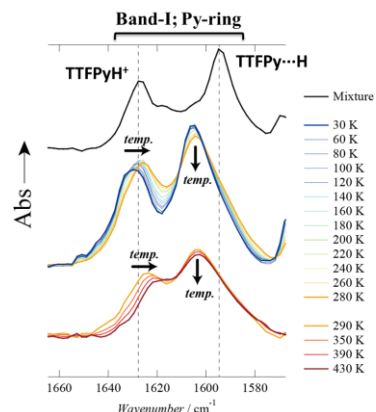 Band-I; Py-ring
TTFPyH⁺
TTFPy···H
Abs
temp.
temp.
temp.
temp.
Mixture
30 K
60 K
80 K
100 K
120 K
140 K
160 K
180 K
200 K
220 K
240 K
260 K
280 K
290 K
350 K
390 K
430 K
1660 1640 1620 1600 1580
Wavenumber / cm⁻¹